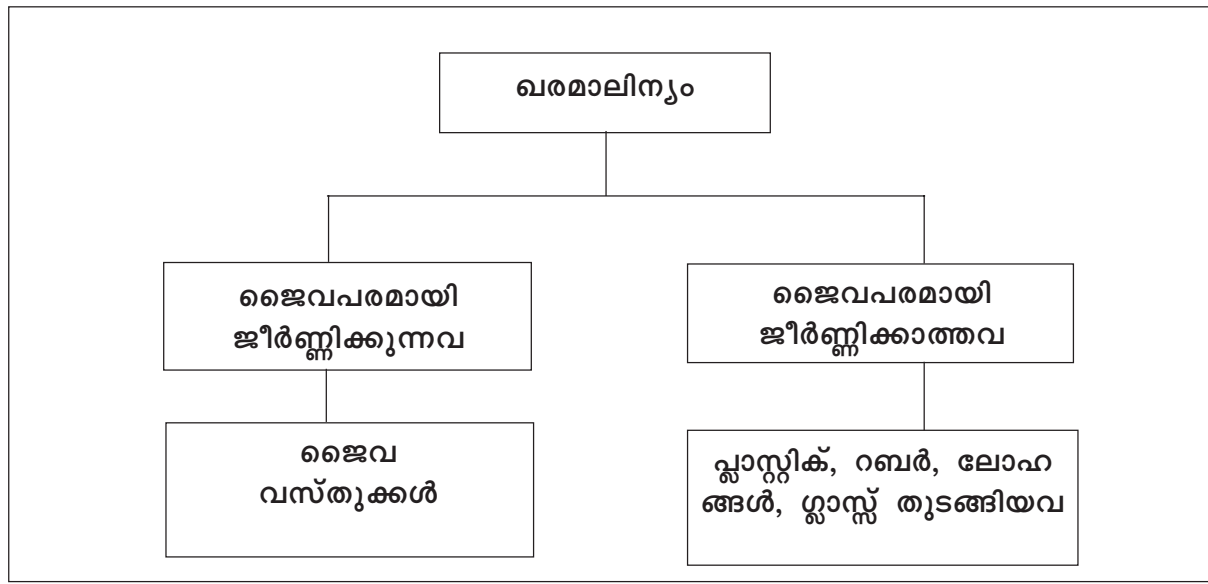 ഖരമാലിന്യം
ജൈവപരമായി
ജീർണ്ണിക്കുന്നവ
ജൈവപരമായി
ജീർണ്ണിക്കാത്തവ
ജൈവ
വസ്തുക്കൾ
പ്ലാസ്റ്റിക്, റബർ, ലോഹ
ങ്ങൾ, ഗ്ലാസ്സ് തുടങ്ങിയവ